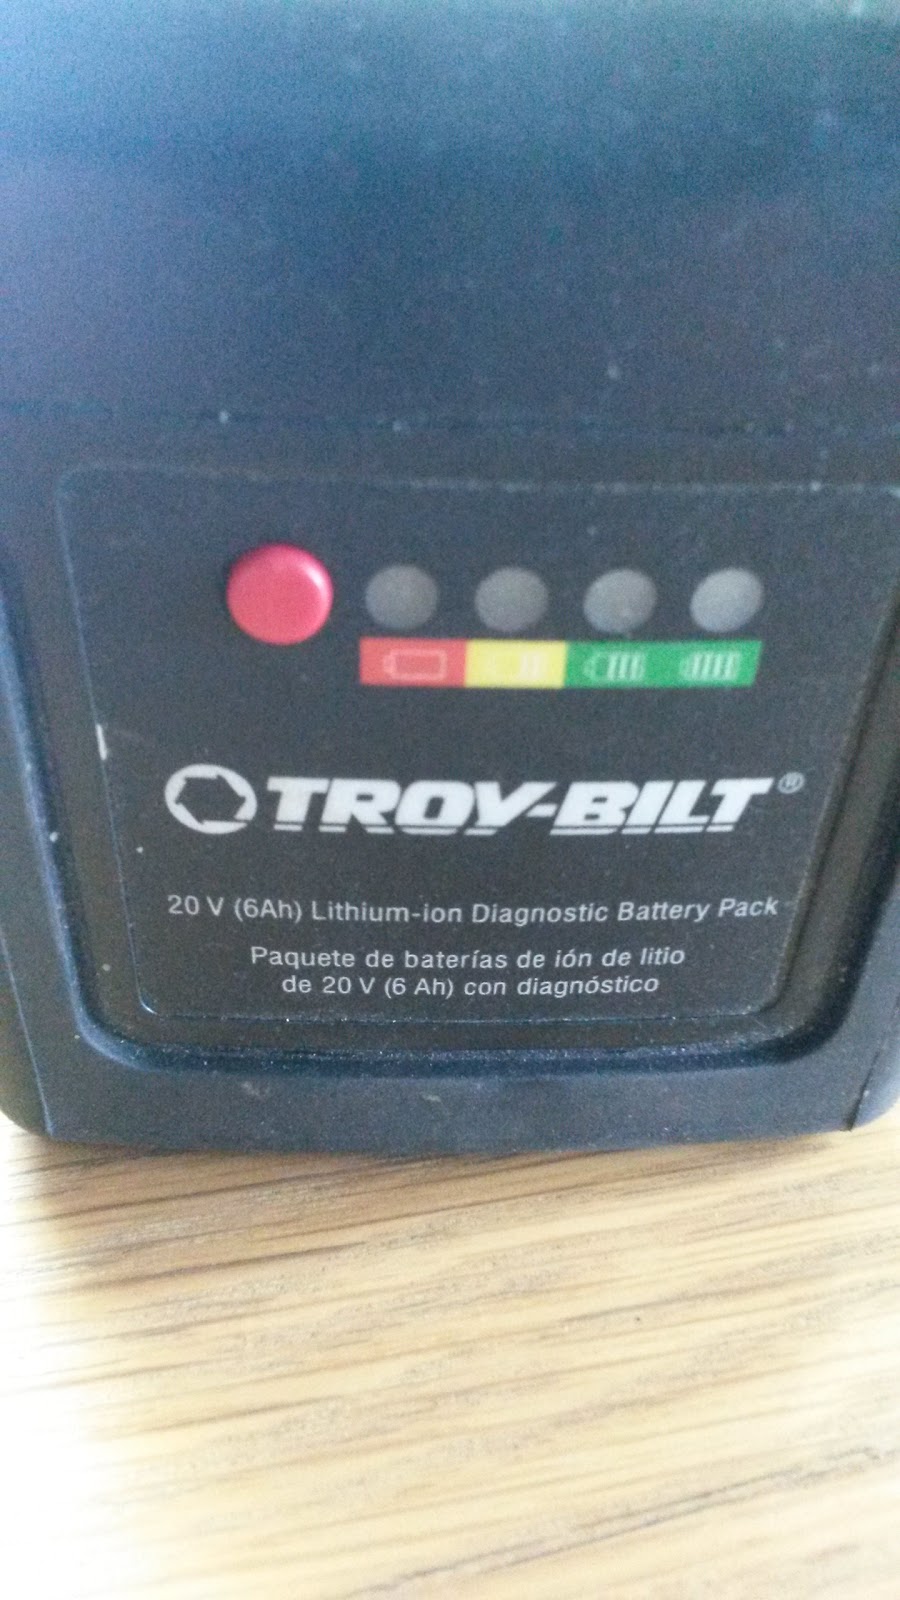 TROY-BILT®
20 V (6Ah) Lithium-ion Diagnostic Battery Pack
Paquete de baterías de ión de litio
de 20 V (6 Ah) con diagnóstico